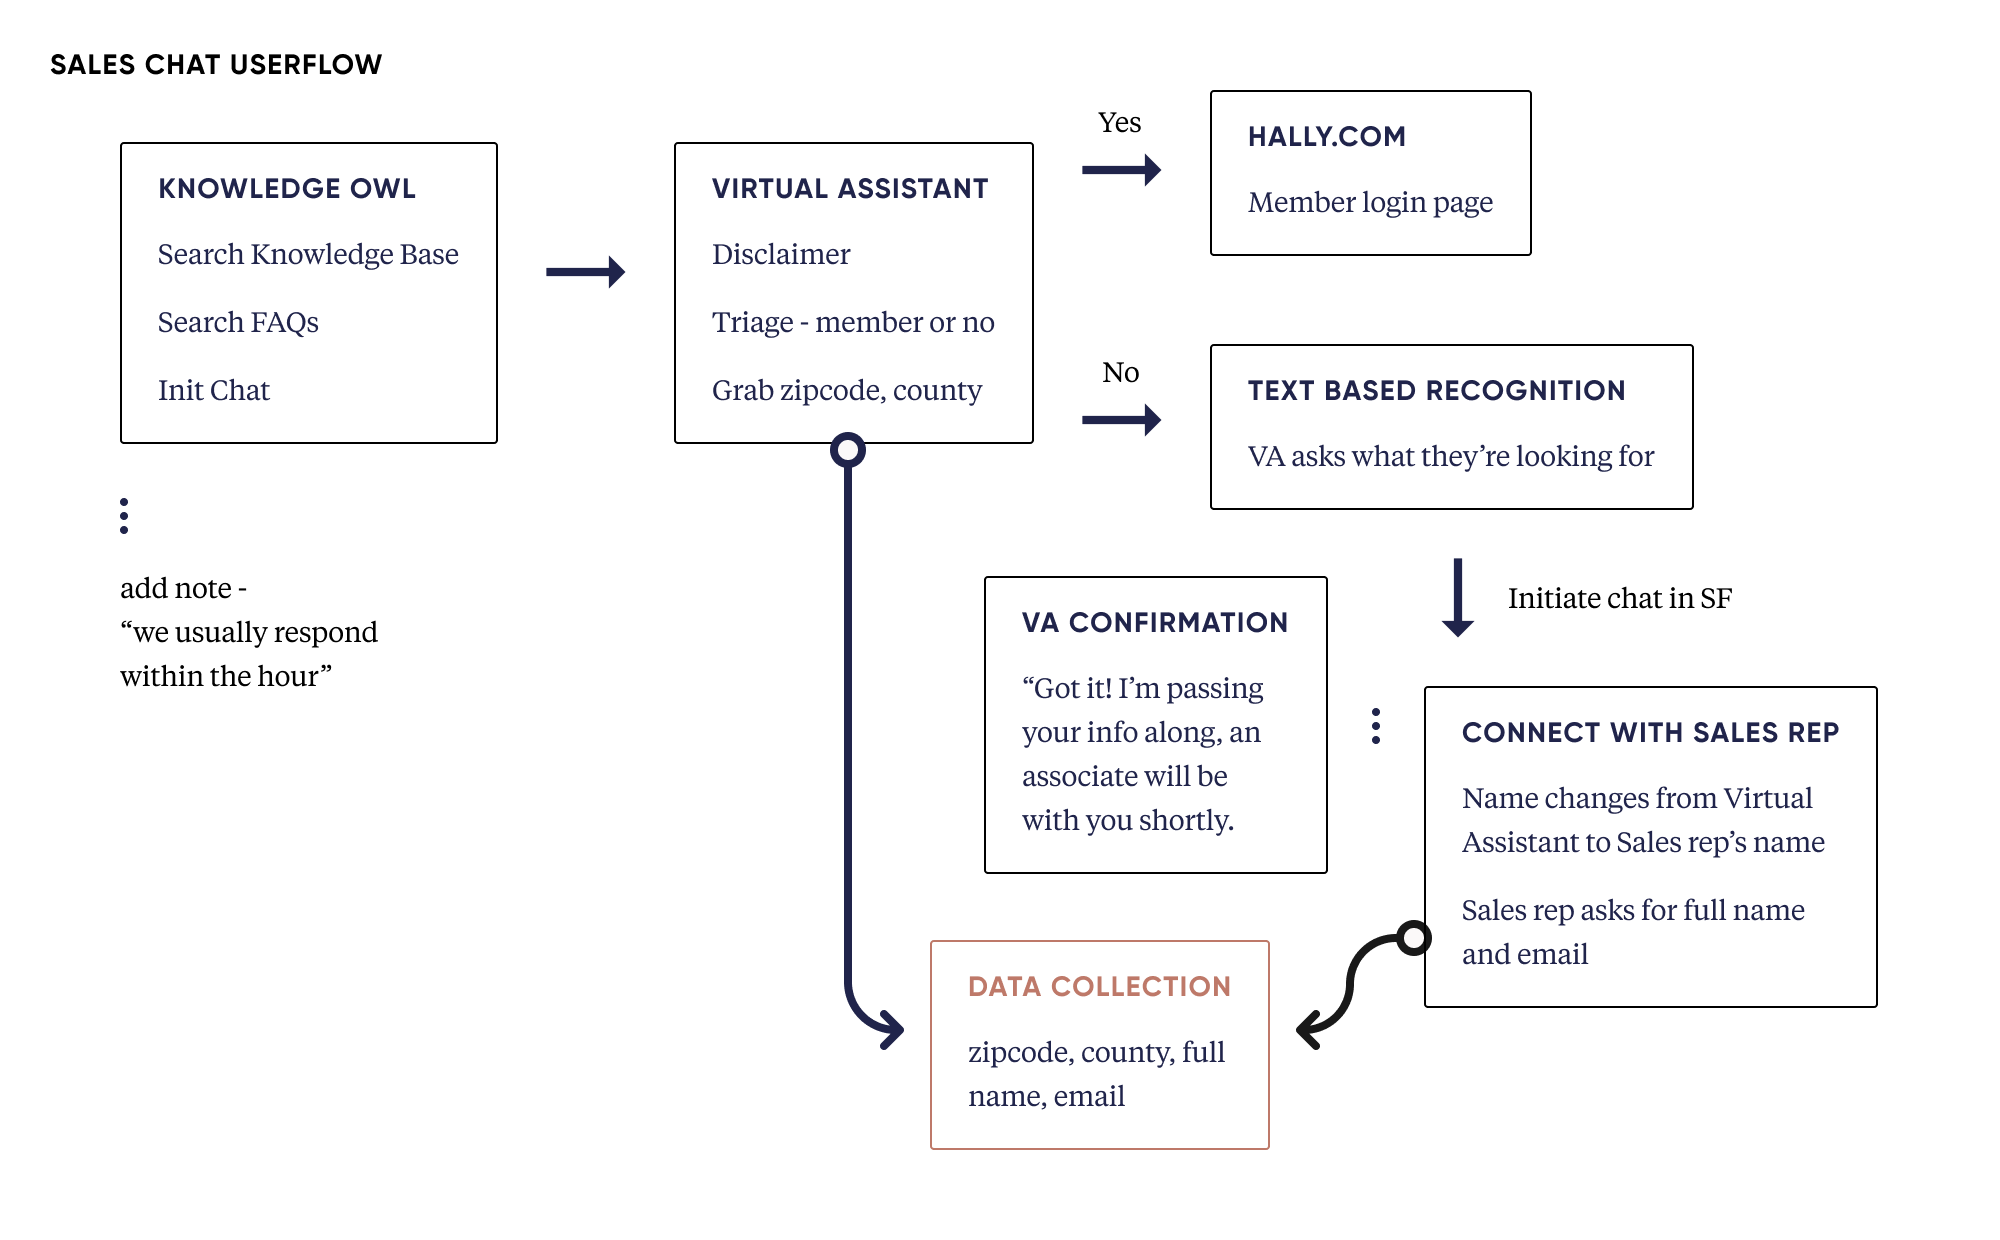 SALES CHAT USERFLOW
KNOWLEDGE OWL
Search Knowledge Base
Search FAQs
Init Chat
add note -
“we usually respond
within the hour”
VIRTUAL ASSISTANT
Disclaimer
Triage - member or no
Grab zipcode, county
Yes
HALLY.COM
Member login page
No
TEXT BASED RECOGNITION
VA asks what they’re looking for
Initiate chat in SF
VA CONFIRMATION
“Got it! I’m passing
your info along, an
associate will be
with you shortly.
CONNECT WITH SALES REP
Name changes from Virtual
Assistant to Sales rep’s name
Sales rep asks for full name
and email
DATA COLLECTION
zipcode, county, full
name, email